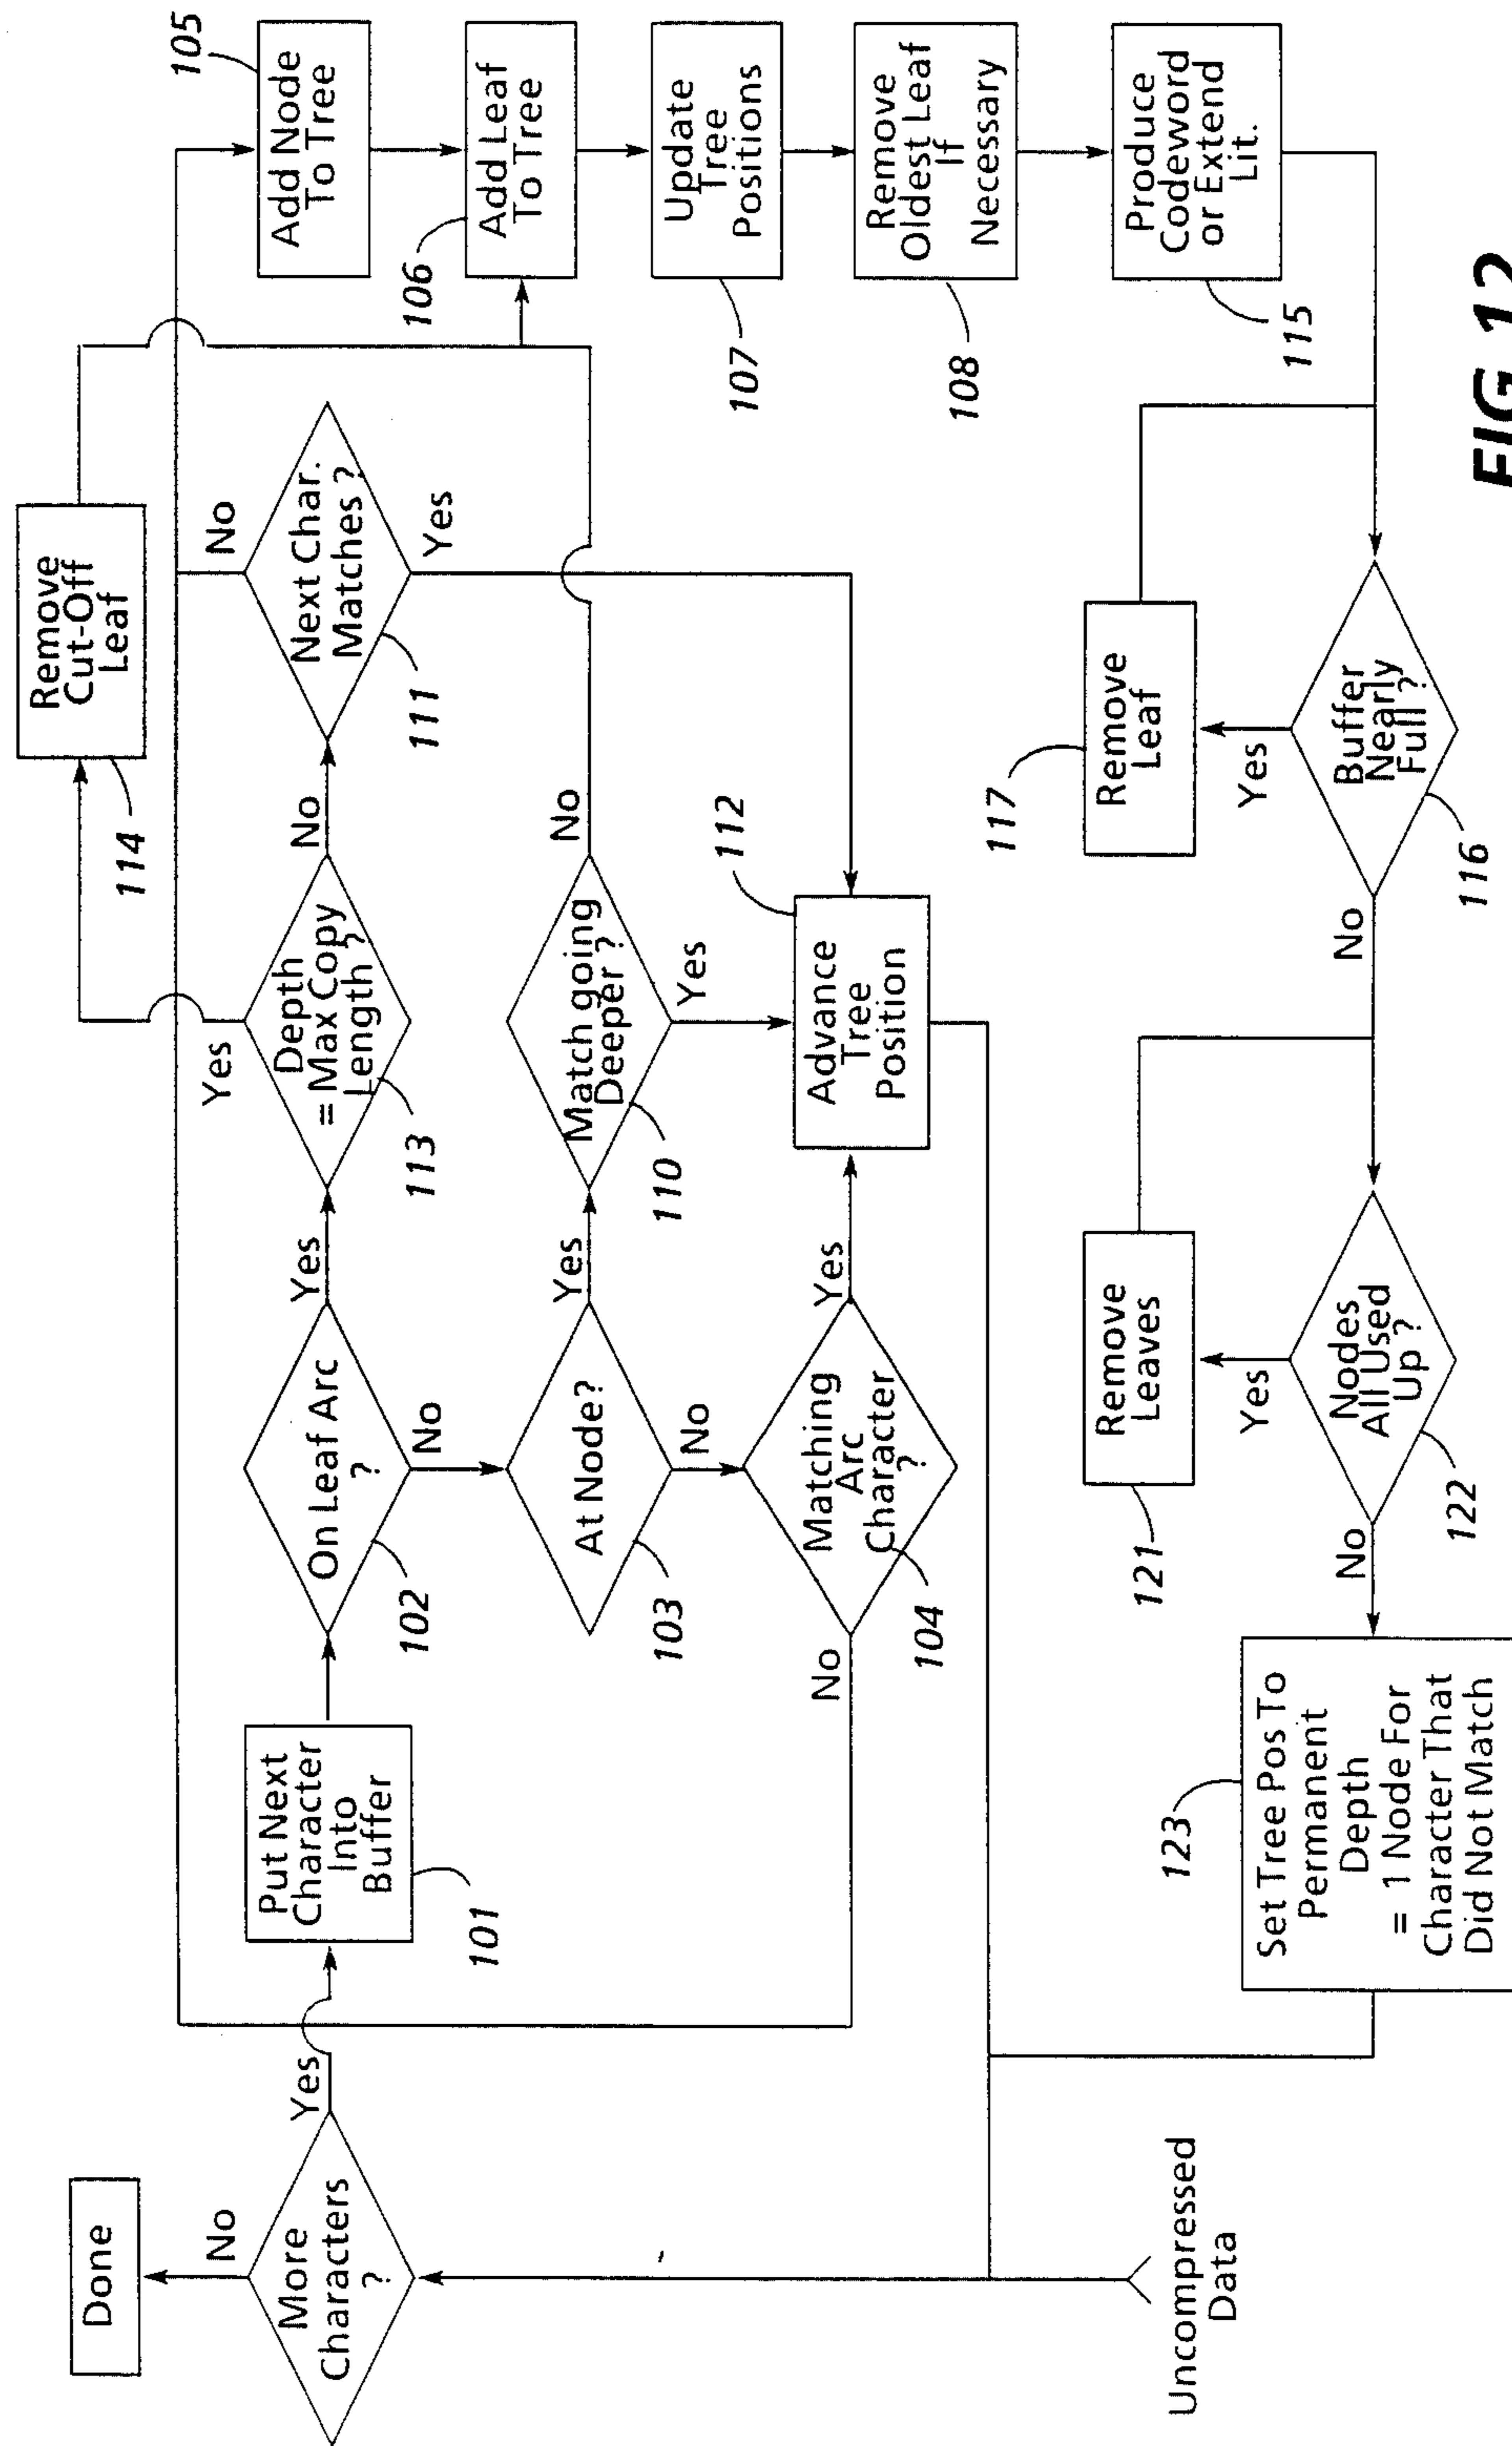 Done
No
More
Characters
?
Yes
Uncompressed
Data
Put Next
Character
Into
Buffer
101
On Leaf Arc
?
102
Yes
No
At Node?
103
Yes
No
Matching
Arc
Character
?
104
Yes
No
Depth
= Max Copy
Length ?
113
Yes
No
Match going
Deeper ?
110
No
Yes
Advance
Tree
Position
112
Remove
Cut-Off
Leaf
114
Next Char.
Matches ?
111
No
Yes
105
Add Node
To Tree
106
Add Leaf
To Tree
Update
Tree
Positions
107
Remove
Oldest Leaf
If
Necessary
108
Produce
Codeword
or Extend
Lit.
115
117
Remove
Leaf
Yes
Buffer
Nearly
Full ?
116
No
Remove
Leaves
121
Yes
Nodes
All Used
Up ?
122
No
123
Set Tree Pos To
Permanent
Depth
= 1 Node For
Character That
Did Not Match
FIG 12